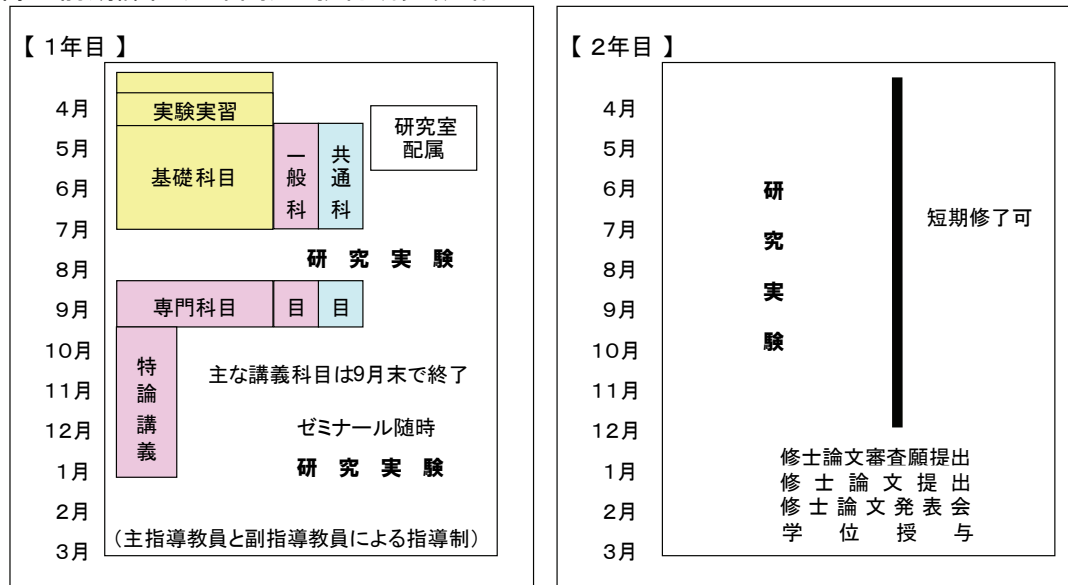 【 1年目 】
4月
5月
6月
7月
8月
9月
10月
11月
12月
1月
2月
3月
実験実習
基礎科目
一般科
共通科
研究室
配属
研究実験
専門科目
目
目
特論講義
主な講義科目は9月末で終了
ゼミナール随時
研究実験
(主指導教員と副指導教員による指導制)
【 2年目 】
4月
5月
6月
7月
8月
9月
10月
11月
12月
1月
2月
3月
研究実験
短期修了可
修士論文審査願提出
修士論文提出
修士論文発表会
学位授与